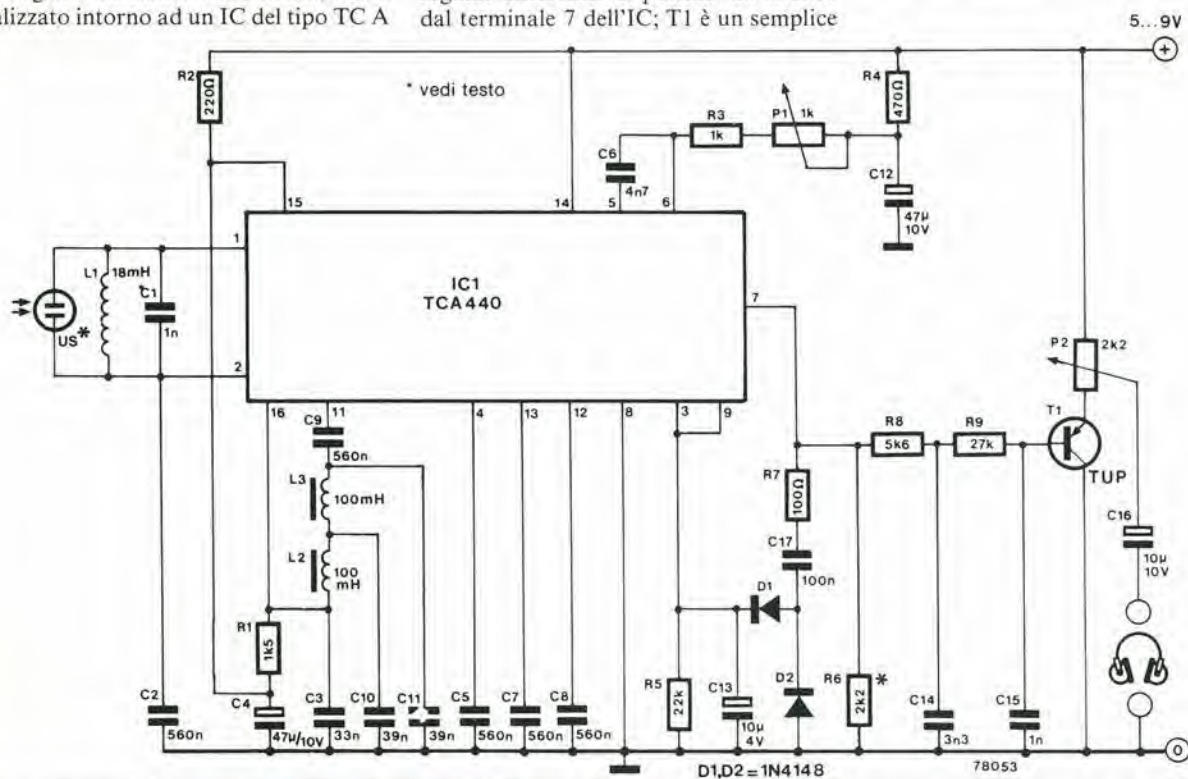 alizzato intorno ad un IC del tipo TC A
dal terminale 7 dell'IC; T1 è un semplice
5...9V
+
R2
220Ω
* vedi testo
R3
1k
P1
1k
R4
470Ω
C6
4n7
C12
47µ
10V
15
14
5
6
1
L1
18mH
C1
1n
US*
2
IC1
TCA440
7
16
11
4
13
12
8
3
9
C9
560n
L3
100mH
L2
100
mH
R1
1k5
R8
5k6
R9
27k
R7
100Ω
C17
100n
P2
2k2
T1
TUP
C16
10µ
10V
D1
D2
R6
*
2k2
R5
22k
C13
10µ
4V
C2
560n
C4
47µ/10V
C3
33n
C10
39n
C11
39n
C5
560n
C7
560n
C8
560n
C14
3n3
C15
1n
0
D1,D2=1N4148
78053